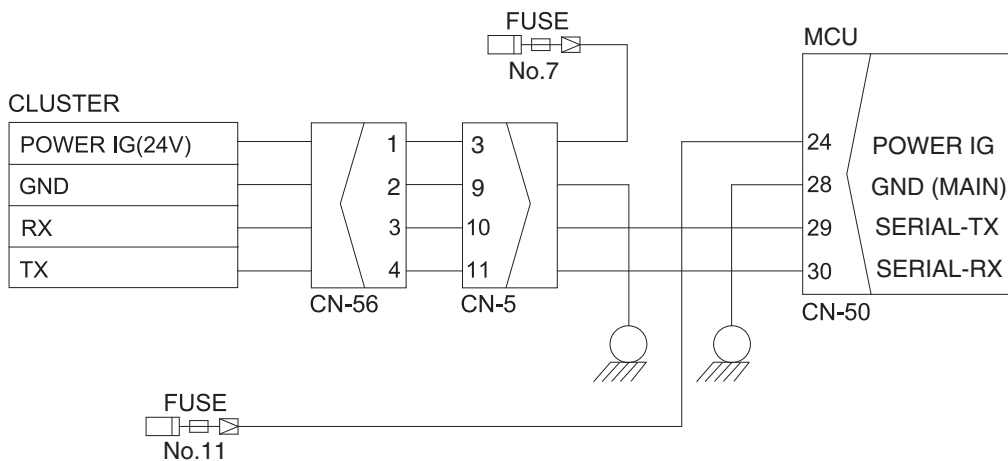 FUSE
No.7
MCU
CLUSTER
POWER IG(24V) 1 3 24 POWER IG
GND 2 9 28 GND (MAIN)
RX 3 10 29 SERIAL-TX
TX 4 11 30 SERIAL-RX
CN-56 CN-5 CN-50
FUSE
No.11